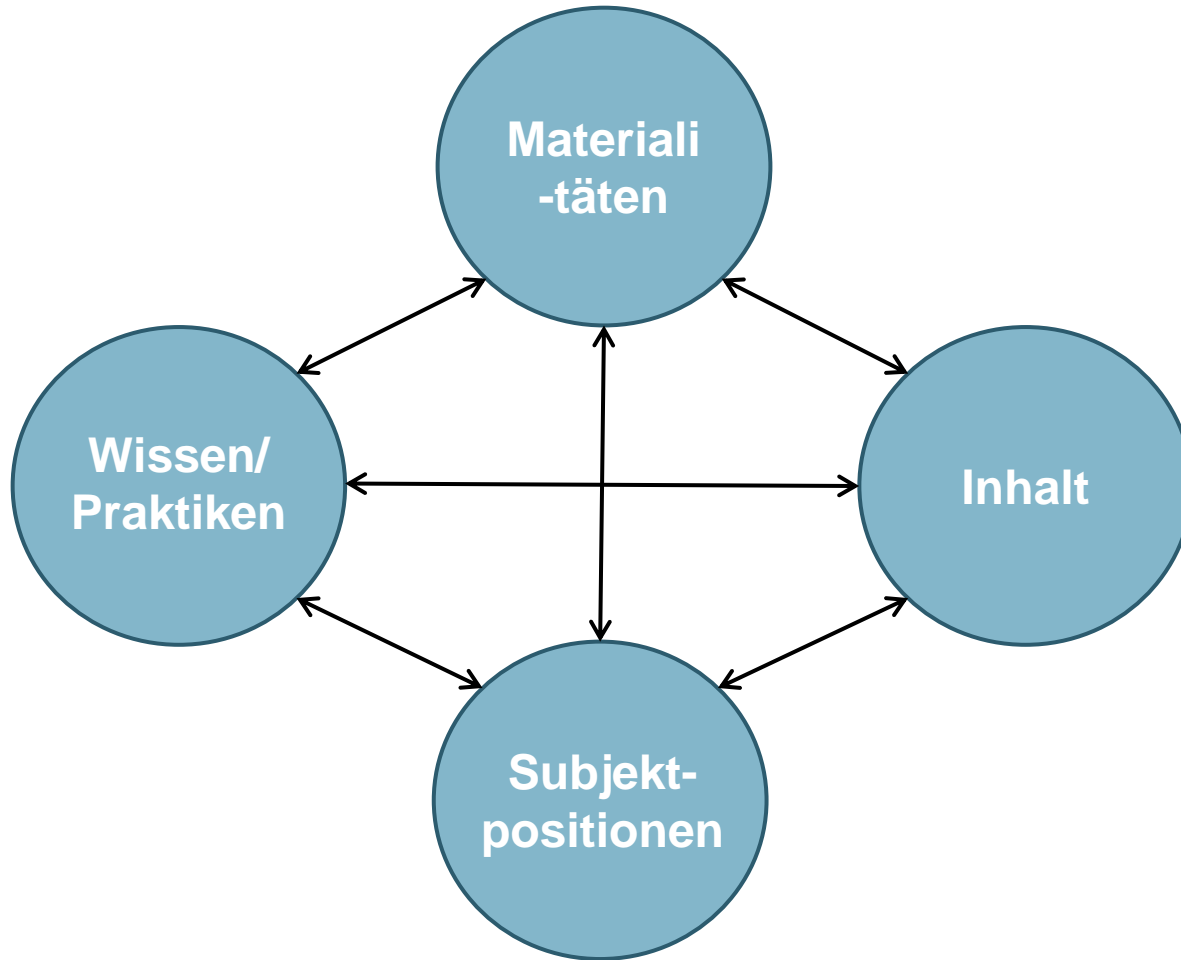 Materiali
-täten
Wissen/
Praktiken
Inhalt
Subjekt-
positionen